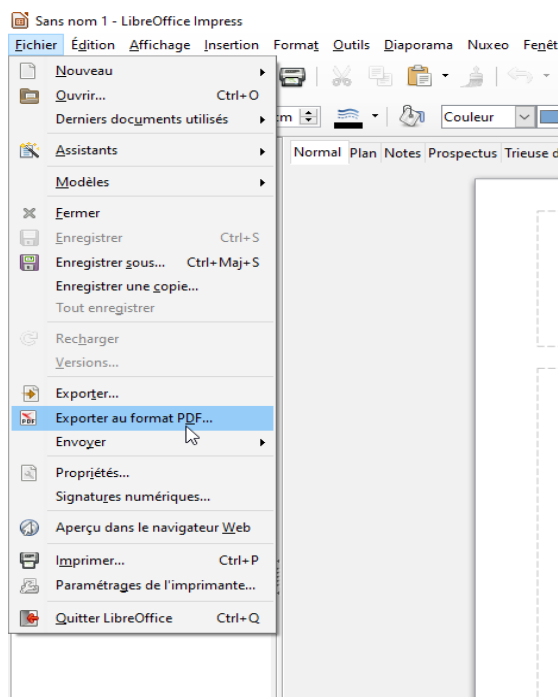 Sans nom 1 - LibreOffice Impress
Fichier Édition Affichage Insertion Format Outils Diaporama Nuxeo
Nouveau
Ouvrir... Ctrl+O
Derniers documents utilisés
cm
Couleur
Assistants
Normal Plan Notes Prospectus Trieuse
Modèles
Fermer
Enregistrer Ctrl+S
Enregistrer sous... Ctrl+Maj+S
Enregistrer une copie...
Tout enregistrer
Recharger
Versions...
Exporter...
PDF Exporter au format PDF...
Envoyer
Propriétés...
Signatures numériques...
Aperçu dans le navigateur Web
Imprimer... Ctrl+P
Paramétrages de l'imprimante...
Quitter LibreOffice Ctrl+Q